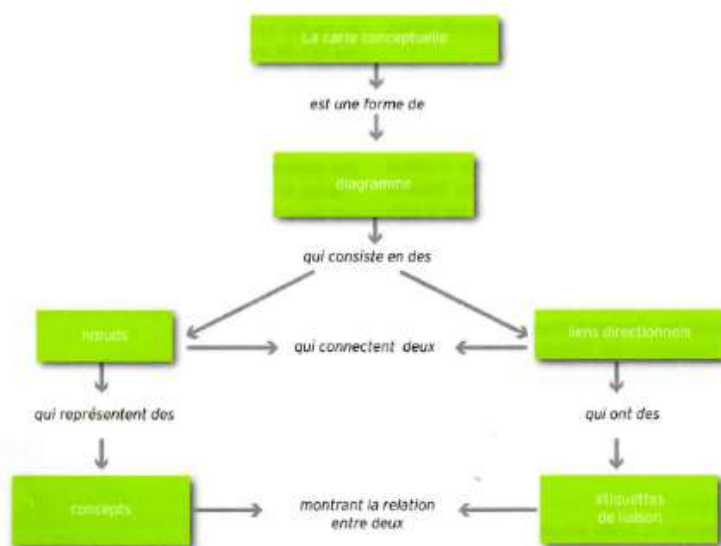 La carte conceptuelle
est une forme de
diagramme
qui consiste en des
nœuds
qui connectent deux
liens directionnels
qui représentent des
qui ont des
concepts
montrant la relation
entre deux
étiquettes
de liaison